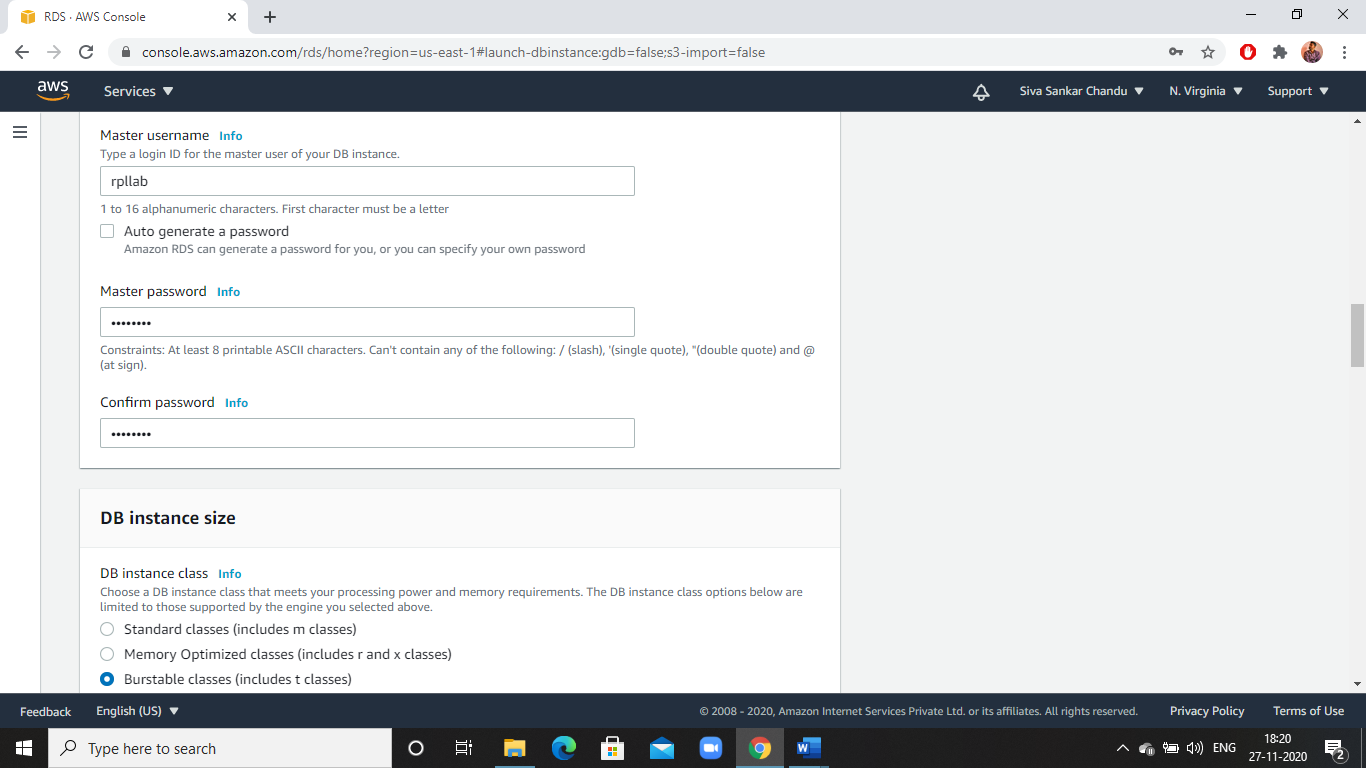 RDS · AWS Console
console.aws.amazon.com/rds/home?region=us-east-1#launch-dbinstance:gdb=false;s3-import=false
aws Services Siva Sankar Chandu N. Virginia Support
Master username Info
Type a login ID for the master user of your DB instance.
rpllab
1 to 16 alphanumeric characters. First character must be a letter
Auto generate a password
Amazon RDS can generate a password for you, or you can specify your own password
Master password Info
••••••••
Constraints: At least 8 printable ASCII characters. Can't contain any of the following: / (slash), '(single quote), "(double quote) and @
(at sign).
Confirm password Info
••••••••
DB instance size
DB instance class Info
Choose a DB instance class that meets your processing power and memory requirements. The DB instance class options below are
limited to those supported by the engine you selected above.
Standard classes (includes m classes)
Memory Optimized classes (includes r and x classes)
Burstable classes (includes t classes)
Feedback English (US) © 2008 - 2020, Amazon Internet Services Private Ltd. or its affiliates. All rights reserved. Privacy Policy Terms of Use
Type here to search
W
ENG
18:20
27-11-2020
2